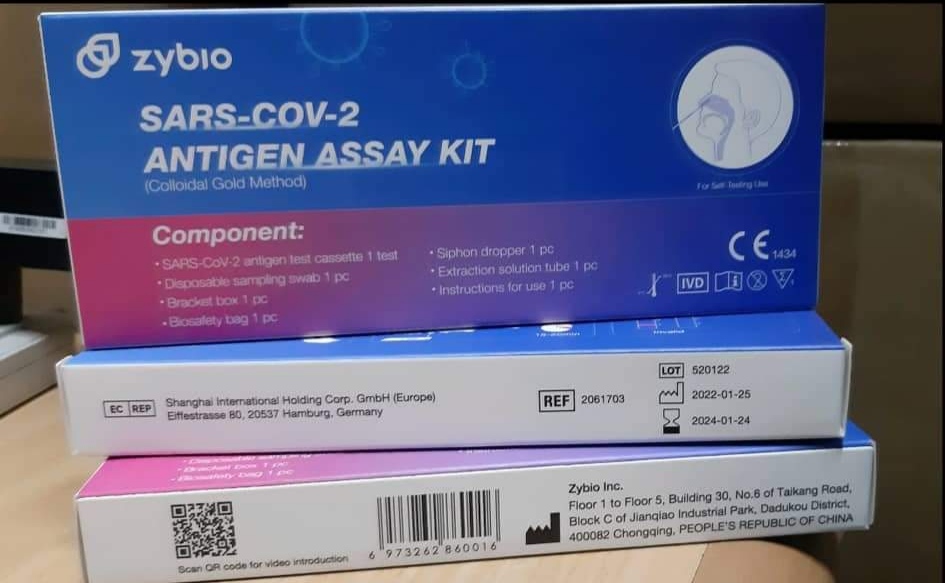 zybio
SARS-COV-2
ANTIGEN ASSAY KIT
(Colloidal Gold Method)
For Self-Testing Use
Component:
• SARS-CoV-2 antigen test cassette 1 test
• Disposable sampling swab 1 pc
• Bracket box 1 pc
• Biosafety bag 1 pc
• Siphon dropper 1 pc
• Extraction solution tube 1 pc
• Instructions for use 1 pc
CE 1434
IVD
Invalid
EC REP
Shanghai International Holding Corp. GmbH (Europe)
Eiffestrasse 80, 20537 Hamburg, Germany
REF 2061703
LOT 520122
2022-01-25
2024-01-24
• Disposable sampling
• Bracket box 1 pc
• Biosafety bag 1 pc
Scan QR code for video introduction
6 973262 860016
Zybio Inc.
Floor 1 to Floor 5, Building 30, No.6 of Taikang Road,
Block C of Jianqiao Industrial Park, Dadukou District,
400082 Chongqing, PEOPLE'S REPUBLIC OF CHINA